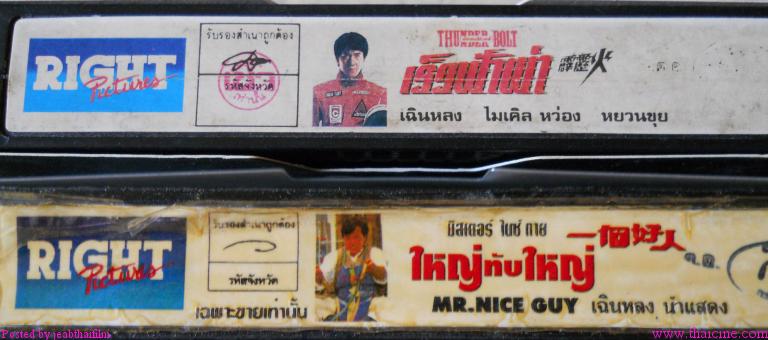 RIGHT
Pictures
รับรองสำเนาถูกต้อง
รหัสจังหวัด
THUNDER BOLT
เร็วฟ้าผ่า
霹靂火
เฉินหลง ไมเคิล หว่อง หยวนขุย
RIGHT
Pictures
รับรองสำเนาถูกต้อง
รหัสจังหวัด
เฉพาะขายเท่านั้น
มิสเตอร์ ไนซ์ กาย
一個好人
ใหญ่ทับใหญ่
MR.NICE GUY เฉินหลง นำแสดง
Posted by jeabthaifilm
www.thaicine.com